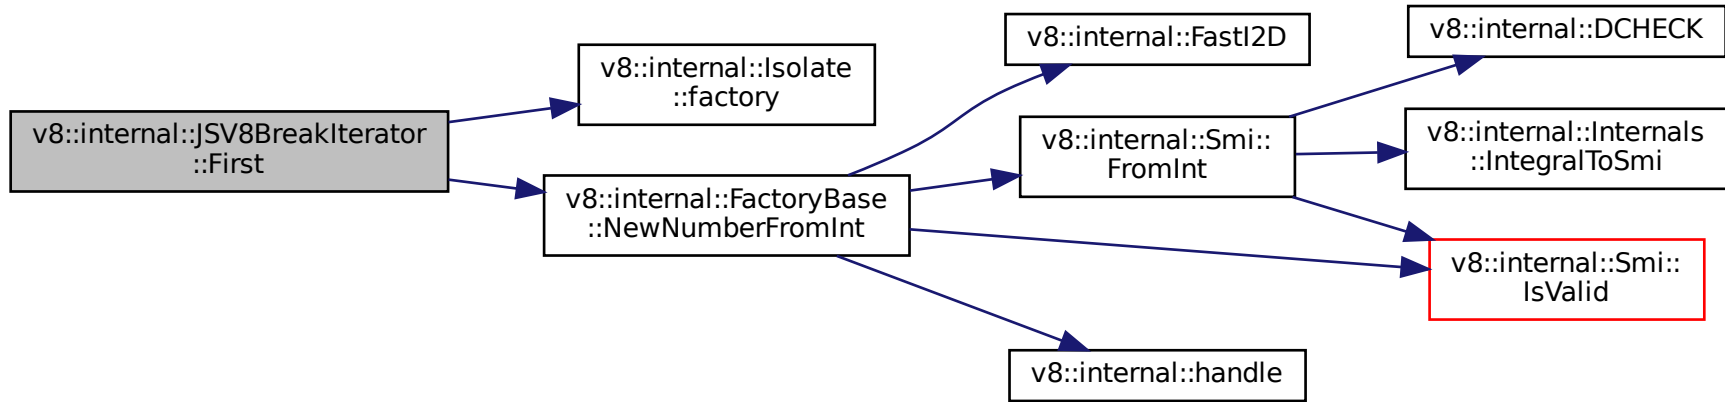 v8::internal::JSV8BreakIterator
::First
v8::internal::Isolate
::factory
v8::internal::FactoryBase
::NewNumberFromInt
v8::internal::FastI2D
v8::internal::Smi::
FromInt
v8::internal::handle
v8::internal::DCHECK
v8::internal::Internals
::IntegralToSmi
v8::internal::Smi::
IsValid